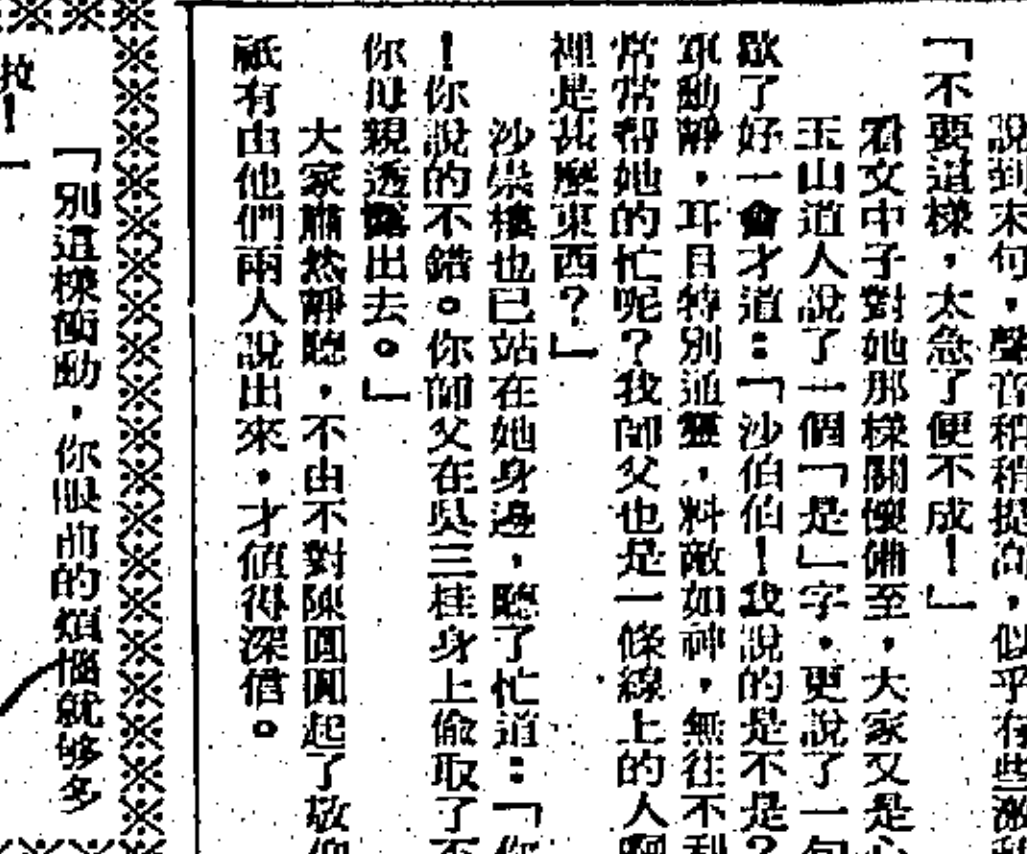 說到末句，聲音稍稍提高，似乎有些激
「不要這樣，太急了便不成！」
看文中子對她那樣關懷備至，大家又是心
玉山道人說了一個「是」字，更說了一句
歇了好一會才道：「沙伯伯！我說的是不是？
動靜，耳目特別通靈，料敵如神，無往不利
常常帮她的忙呢？我師父也是一條線上的人啊
裡是甚麼東西？」
沙崇樓也已站在她身邊，聽了忙道：「你
！你說的不錯。你師父在吳三桂身上偷取了不
你母親透露出去。」
大家肅然靜聽，不由不對陳圓圓起了敬仰
祇有由他們兩人說出來，才值得深信。
「別這樣衝動，你眼前的煩惱就够多
拉！」